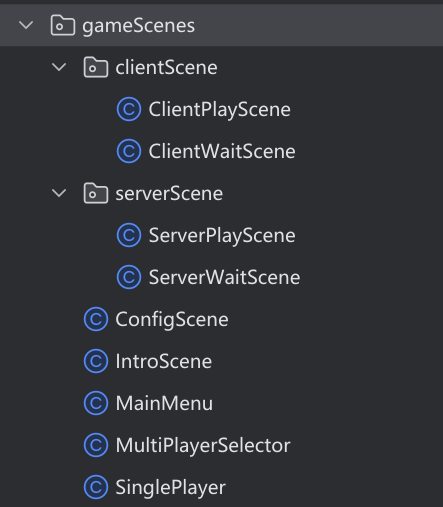 gameScenes
clientScene
C ClientPlayScene
C ClientWaitScene
serverScene
C ServerPlayScene
C ServerWaitScene
C ConfigScene
C IntroScene
C MainMenu
C MultiPlayerSelector
C SinglePlayer